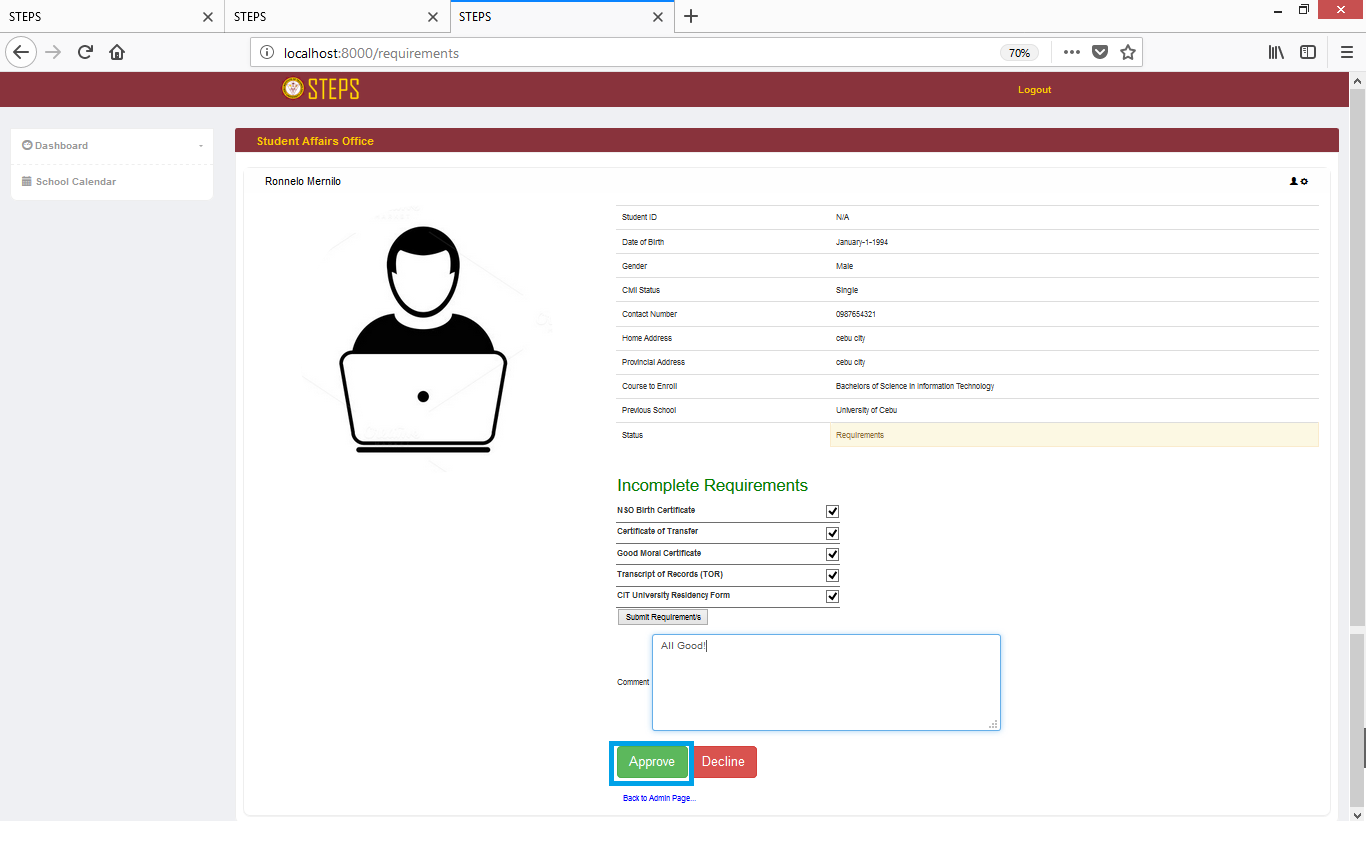 STEPS
STEPS
STEPS
localhost:8000/requirements
70%
STEPS
Logout
Dashboard
School Calendar
Student Affairs Office
Ronnelo Mernilo
Student ID N/A
Date of Birth January-1-1994
Gender Male
Civil Status Single
Contact Number 0987654321
Home Address cebu city
Provincial Address cebu city
Course to Enroll Bachelors of Science in Information Technology
Previous School University of Cebu
Status Requirements
Incomplete Requirements
NSO Birth Certificate
Certificate of Transfer
Good Moral Certificate
Transcript of Records (TOR)
CIT University Residency Form
Submit Requirement/s
All Good!
Comment
Approve Decline
Back to Admin Page...